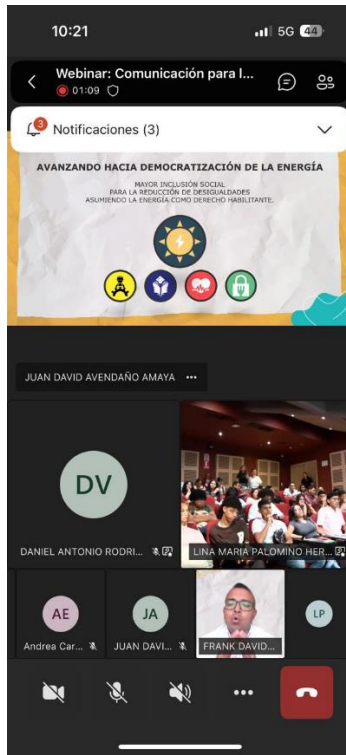 10:21
5G 44
Webinar: Comunicación para l...
01:09
3
Notificaciones (3)
AVANZANDO HACIA DEMOCRATIZACIÓN DE LA ENERGÍA
MAYOR INCLUSIÓN SOCIAL
PARA LA REDUCCIÓN DE DESIGUALDADES
ASUMIENDO LA ENERGÍA COMO DERECHO HABILITANTE.
JUAN DAVID AVENDAÑO AMAYA •••
DV
DANIEL ANTONIO RODRI...
LINA MARIA PALOMINO HER...
AE
JA
LP
Andrea Car...
JUAN DAVI...
FRANK DAVID...